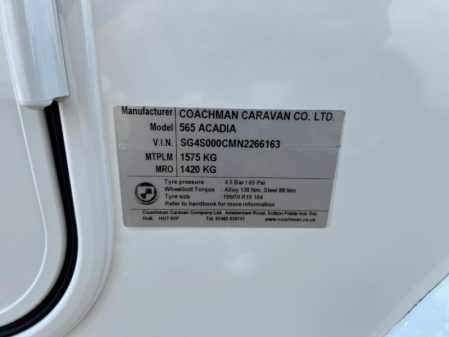 Manufacturer COACHMAN CARAVAN CO. LTD.
Model 565 ACADIA
V.I.N. SG4S000CMN2266163
MTPLM 1575 KG
MRO 1420 KG
Tyre pressure 4.5 Bar / 65 Psi
Wheelbolt Torque Alloy 130 Nm, Steel 88 Nm
Tyre size 195/70 R15 104
Refer to handbook for more information
Coachman Caravan Company Ltd. Amsterdam Road, Sutton Fields Ind. Est.
Hull HU7 0XF Tel: 01482 839737 www.coachman.co.uk